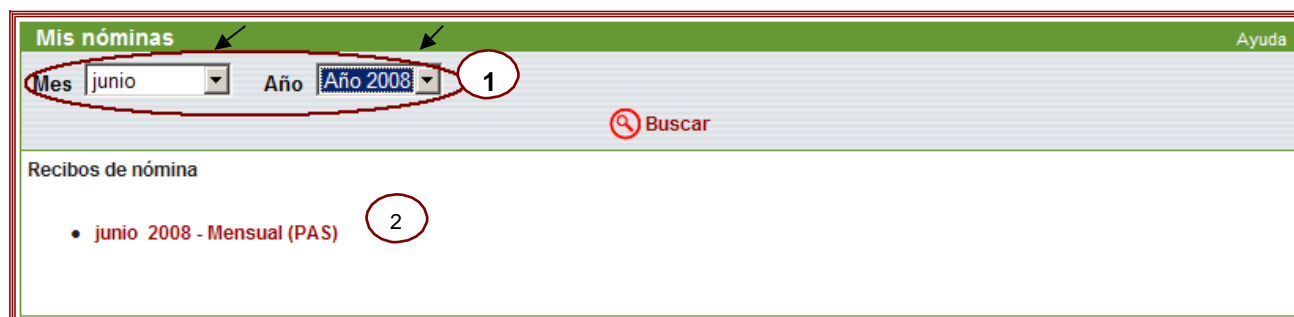 Mis nóminas Ayuda
Mes junio Año Año 2008 1
Buscar
Recibos de nómina
junio 2008 - Mensual (PAS) 2